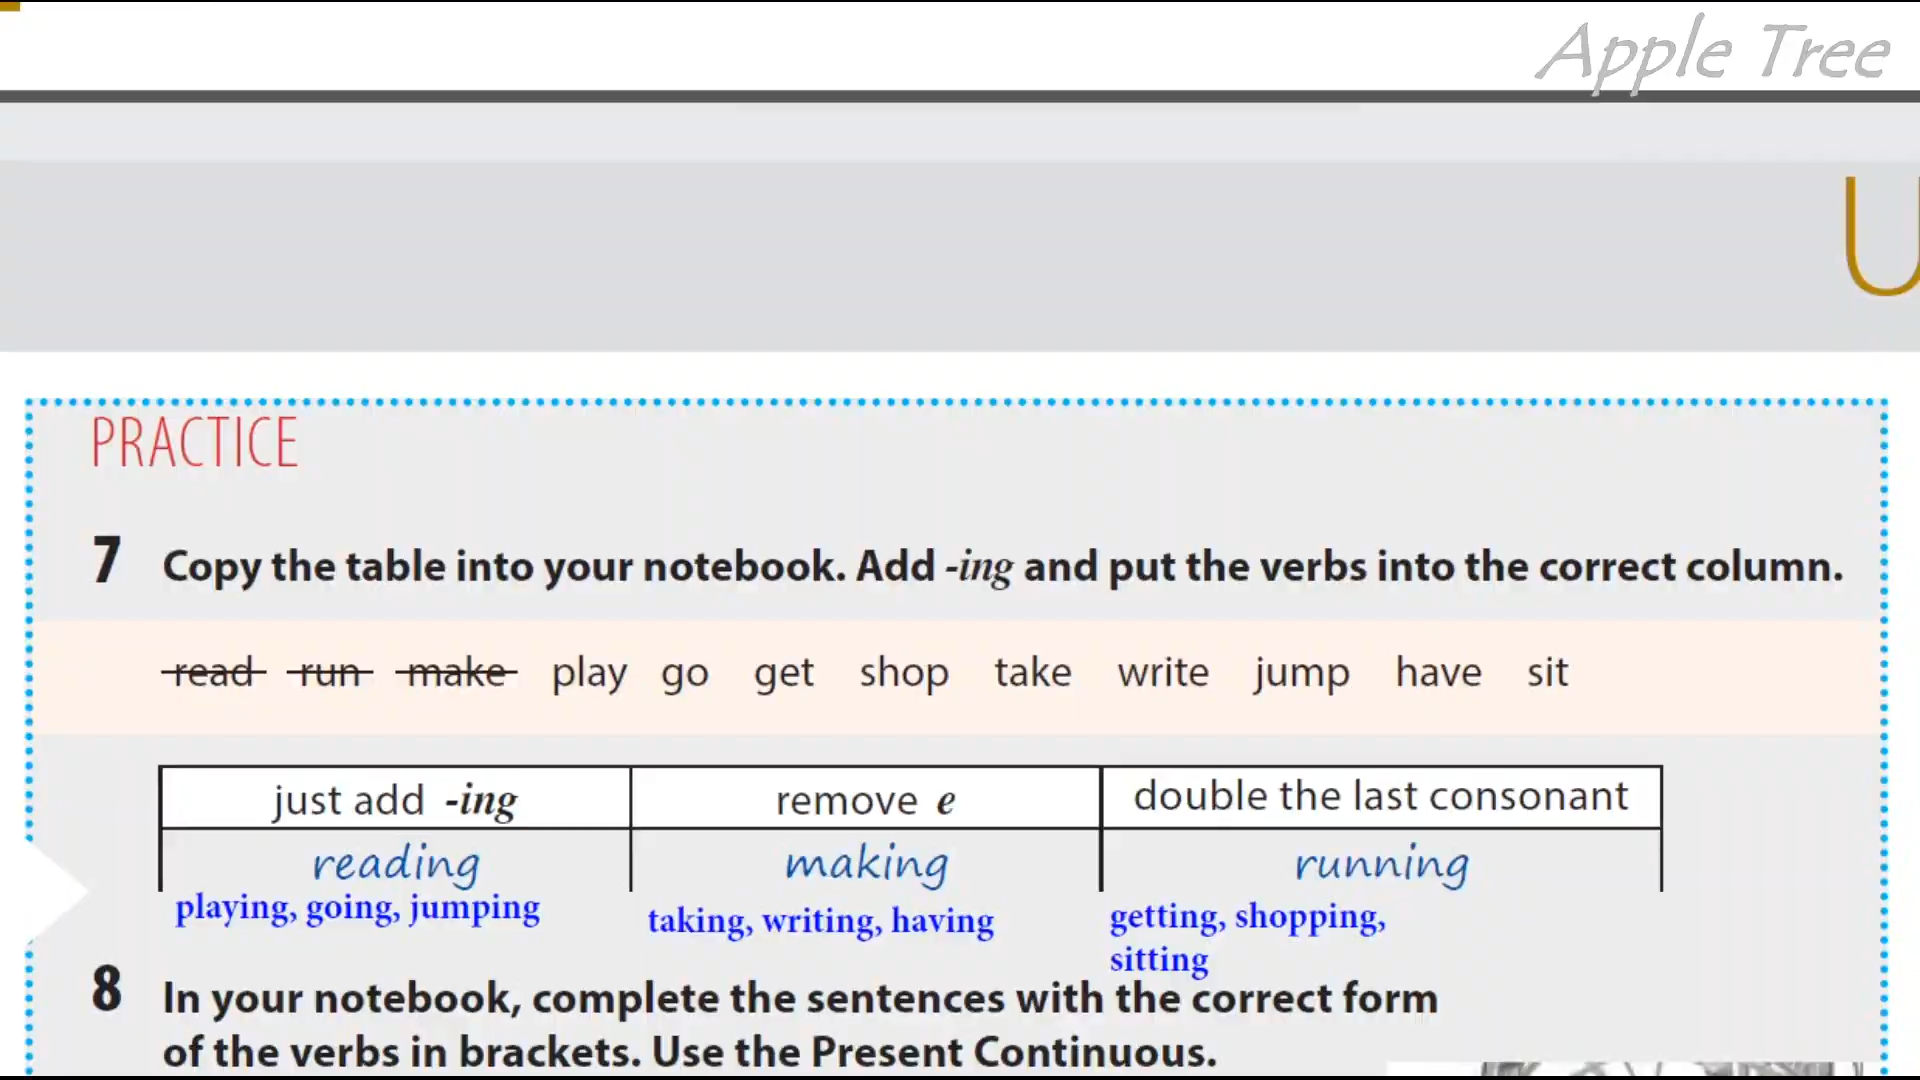 Apple Tree
U
PRACTICE
7 Copy the table into your notebook. Add -ing and put the verbs into the correct column.
read run make play go get shop take write jump have sit
just add -ing remove e double the last consonant
reading making running
playing, going, jumping taking, writing, having getting, shopping,
sitting
8 In your notebook, complete the sentences with the correct form
of the verbs in brackets. Use the Present Continuous.